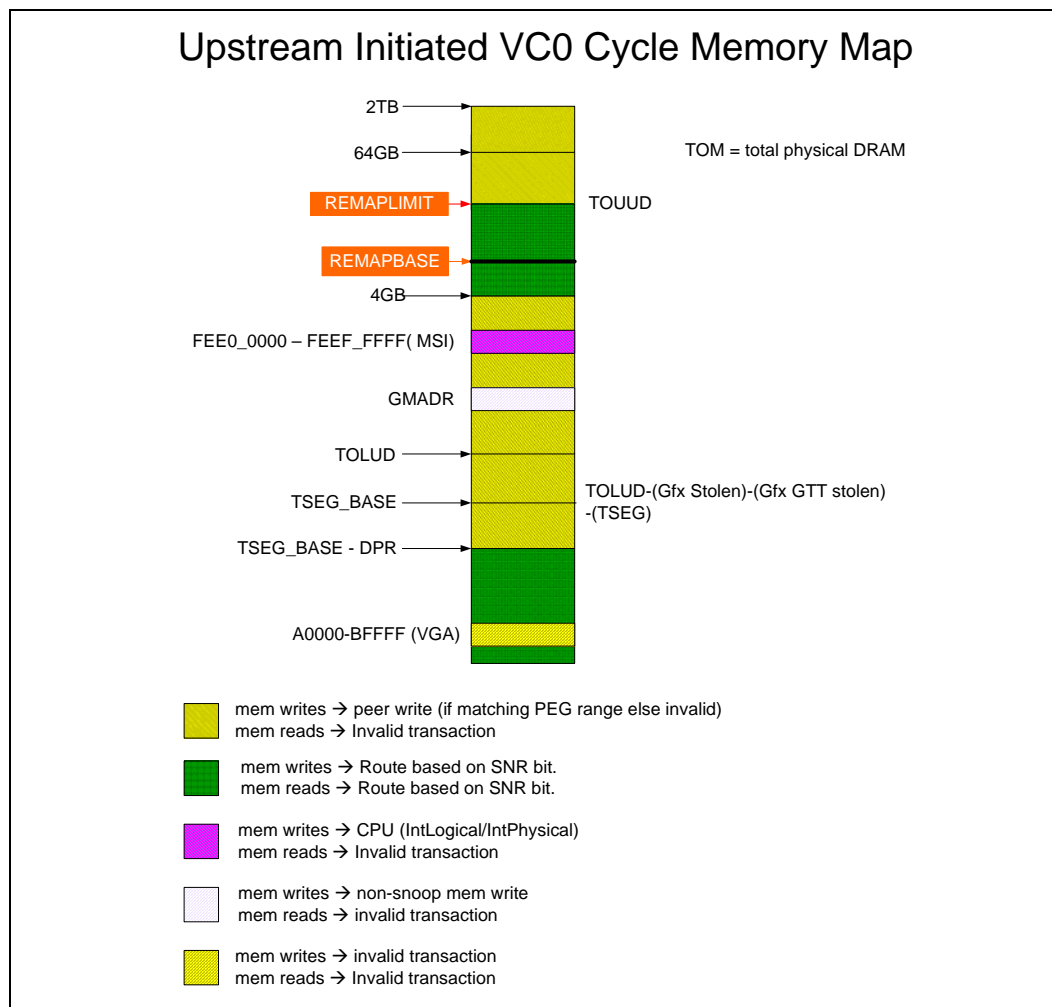 Upstream Initiated VC0 Cycle Memory Map
2TB
64GB
TOM = total physical DRAM
REMAPLIMIT
TOUUD
REMAPBASE
4GB
FEE0_0000 – FEEF_FFFF( MSI)
GMADR
TOLUD
TSEG_BASE
TOLUD-(Gfx Stolen)-(Gfx GTT stolen)
-(TSEG)
TSEG_BASE - DPR
A0000-BFFFF (VGA)
mem writes → peer write (if matching PEG range else invalid)
mem reads → Invalid transaction
mem writes → Route based on SNR bit.
mem reads → Route based on SNR bit.
mem writes → CPU (IntLogical/IntPhysical)
mem reads → Invalid transaction
mem writes → non-snoop mem write
mem reads → invalid transaction
mem writes → invalid transaction
mem reads → Invalid transaction